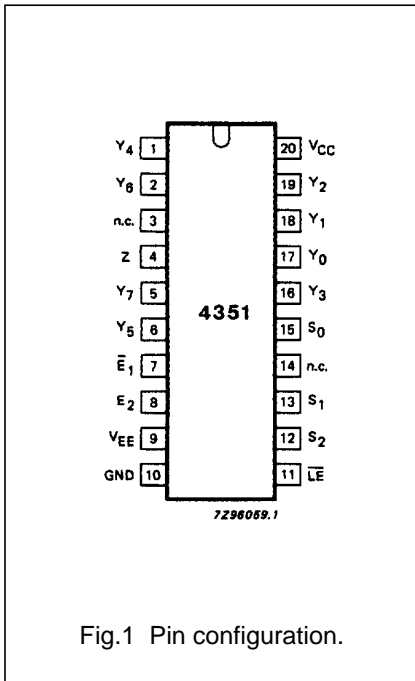 Y4 1 20 VCC
Y6 2 19 Y2
n.c. 3 18 Y1
Z 4 17 Y0
Y7 5 16 Y3
4351
Y5 6 15 S0
E̅1 7 14 n.c.
E2 8 13 S1
VEE 9 12 S2
GND 10 11 L̅E̅
7Z96059.1
Fig.1 Pin configuration.